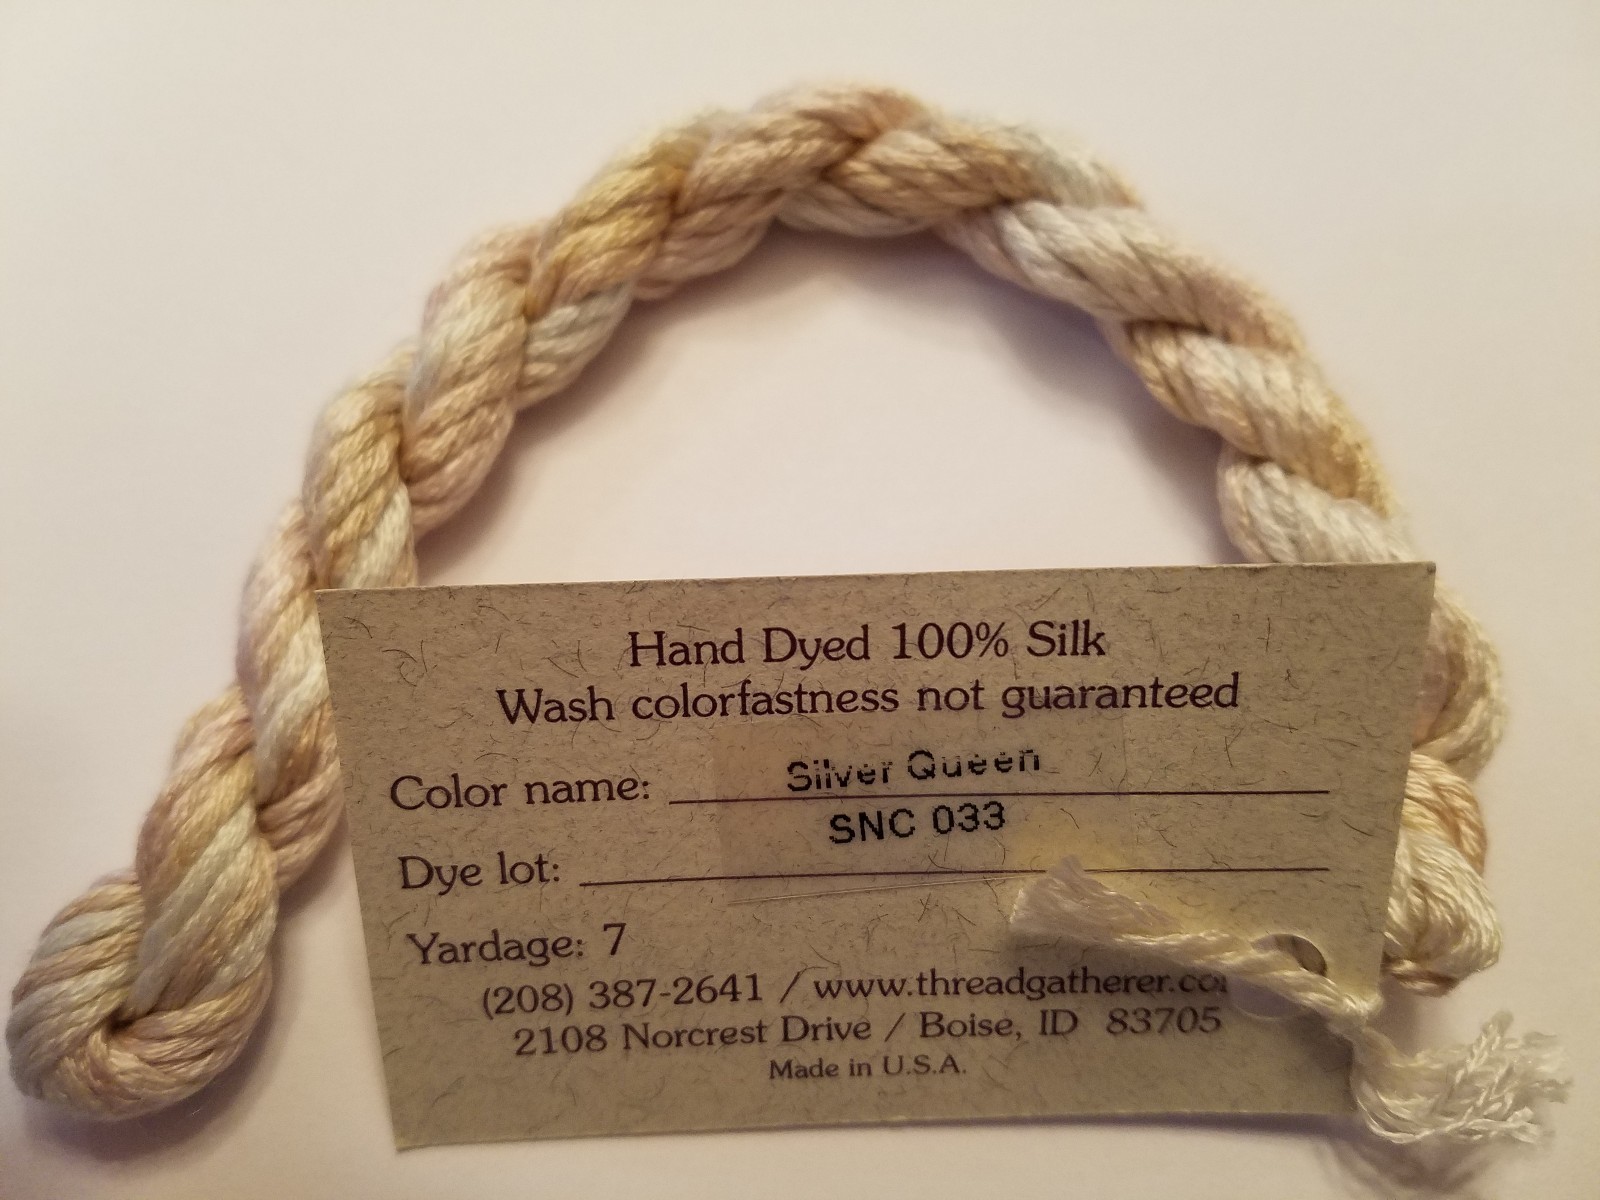 Hand Dyed 100% Silk
Wash colorfastness not guaranteed
Color name: Silver Queen
SNC 033
Dye lot:
Yardage: 7
(208) 387-2641 / www.threadgatherer.co
2108 Norcrest Drive / Boise, ID 83705
Made in U.S.A.